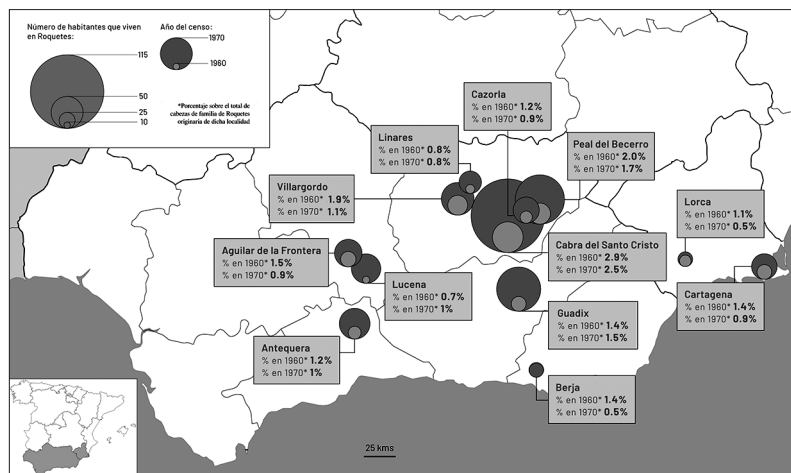 Número de habitantes que viven
en Roquetes:
115
50
25
10
Año del censo:
1970
1960
*Porcentaje sobre el total de
cabezas de familia de Roquetes
originaria de dicha localidad
Cazorla
% en 1960* 1.2%
% en 1970* 0.9%
Linares
% en 1960* 0.8%
% en 1970* 0.8%
Peal del Becerro
% en 1960* 2.0%
% en 1970* 1.7%
Villargordo
% en 1960* 1.9%
% en 1970* 1.1%
Lorca
% en 1960* 1.1%
% en 1970* 0.5%
Aguilar de la Frontera
% en 1960* 1.5%
% en 1970* 0.9%
Cabra del Santo Cristo
% en 1960* 2.9%
% en 1970* 2.5%
Lucena
% en 1960* 0.7%
% en 1970* 1%
Cartagena
% en 1960* 1.4%
% en 1970* 0.9%
Guadix
% en 1960* 1.4%
% en 1970* 1.5%
Antequera
% en 1960* 1.2%
% en 1970* 1%
Berja
% en 1960* 1.4%
% en 1970* 0.5%
25 kms